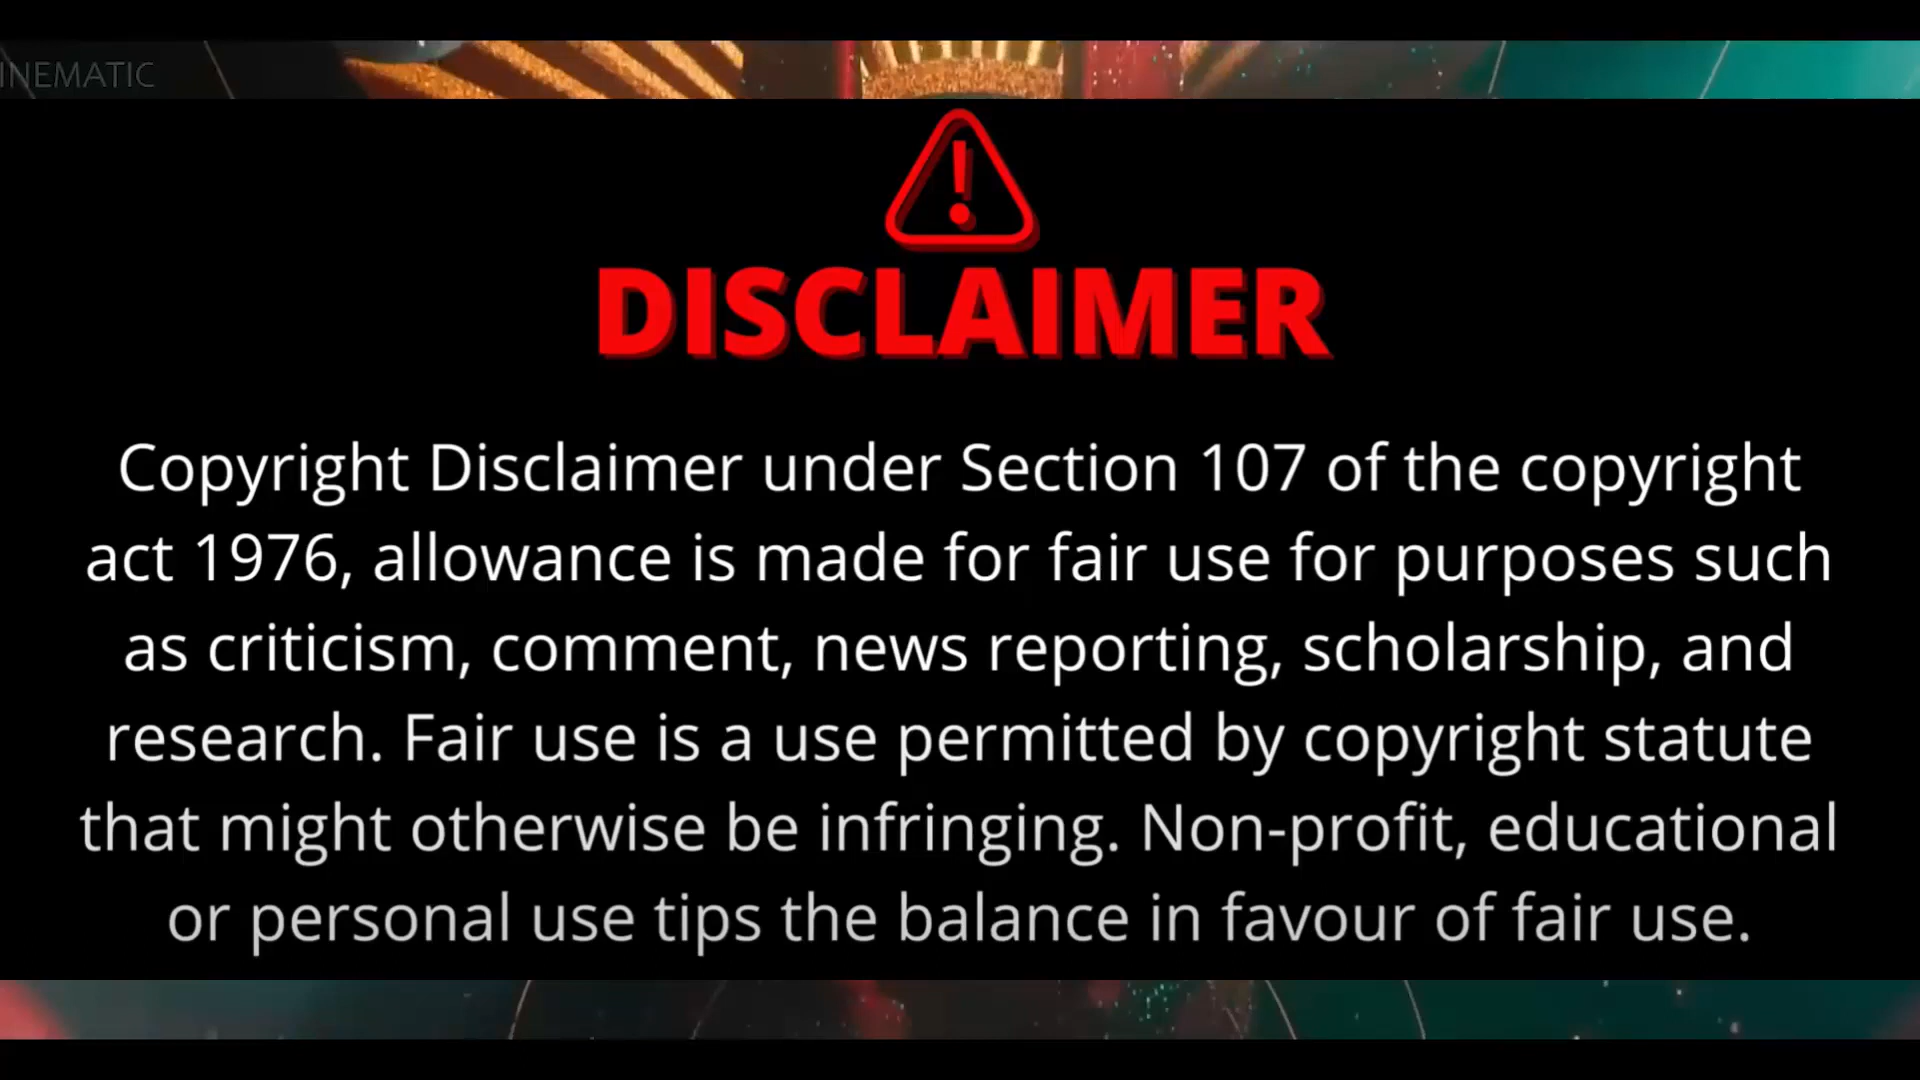 INEMATIC
DISCLAIMER
Copyright Disclaimer under Section 107 of the copyright
act 1976, allowance is made for fair use for purposes such
as criticism, comment, news reporting, scholarship, and
research. Fair use is a use permitted by copyright statute
that might otherwise be infringing. Non-profit, educational
or personal use tips the balance in favour of fair use.